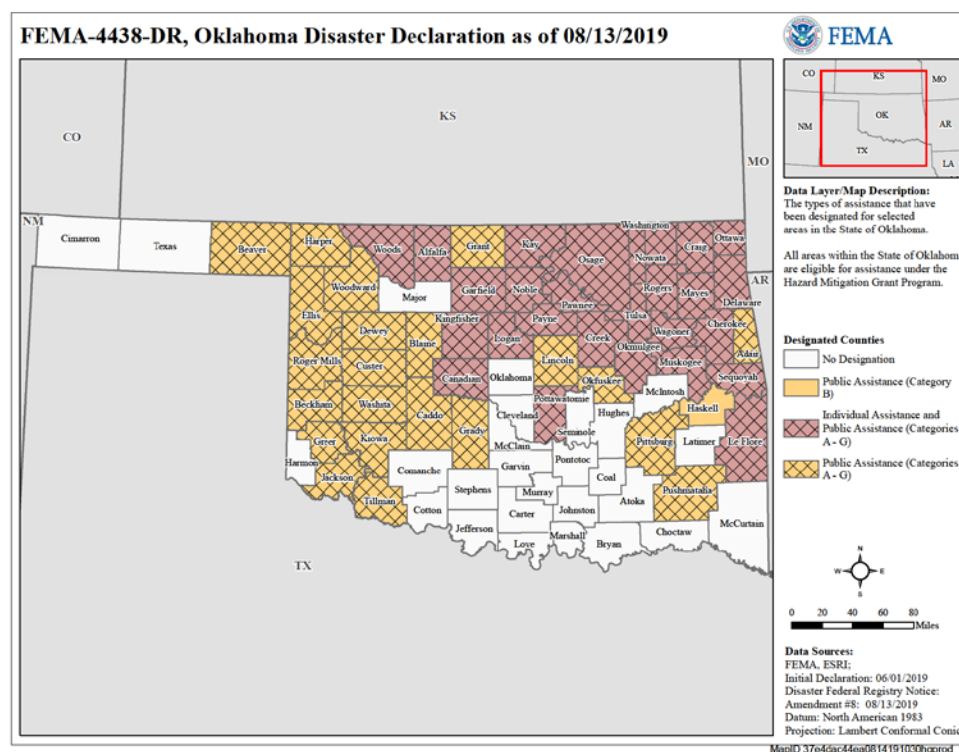 FEMA-4438-DR, Oklahoma Disaster Declaration as of 08/13/2019
FEMA
CO
KS
MO
NM
OK
AR
TX
LA
KS
CO
MO
NM
AR
TX
Cimarron
Texas
Beaver
Harper
Woods
Alfalfa
Grant
Kay
Osage
Washington
Nowata
Craig
Ottawa
Woodward
Major
Garfield
Noble
Pawnee
Rogers
Mayes
Delaware
Ellis
Dewey
Blaine
Kingfisher
Logan
Payne
Creek
Tulsa
Wagoner
Cherokee
Adair
Roger Mills
Custer
Canadian
Oklahoma
Lincoln
Okmulgee
Muskogee
Sequoyah
Beckham
Washita
Caddo
Grady
Cleveland
Pottawatomie
Okfuskee
McIntosh
Haskell
Greer
Kiowa
McClain
Seminole
Hughes
Pittsburg
Latimer
Le Flore
Harmon
Jackson
Tillman
Comanche
Garvin
Pontotoc
Coal
Pushmataha
Cotton
Stephens
Murray
Johnston
Atoka
McCurtain
Jefferson
Carter
Love
Marshall
Bryan
Choctaw
Data Layer/Map Description:
The types of assistance that have
been designated for selected
areas in the State of Oklahoma.
All areas within the State of Oklahom
are eligible for assistance under the
Hazard Mitigation Grant Program.
Designated Counties
No Designation
Public Assistance (Category
B)
Individual Assistance and
Public Assistance (Categories
A - G)
Public Assistance (Categories
A - G)
N
W E
S
0 20 40 60 80
Miles
Data Sources:
FEMA, ESRI;
Initial Declaration: 06/01/2019
Disaster Federal Registry Notice:
Amendment #8: 08/13/2019
Datum: North American 1983
Projection: Lambert Conformal Conic
MapID 37e4dac44ea0814191030hqprod